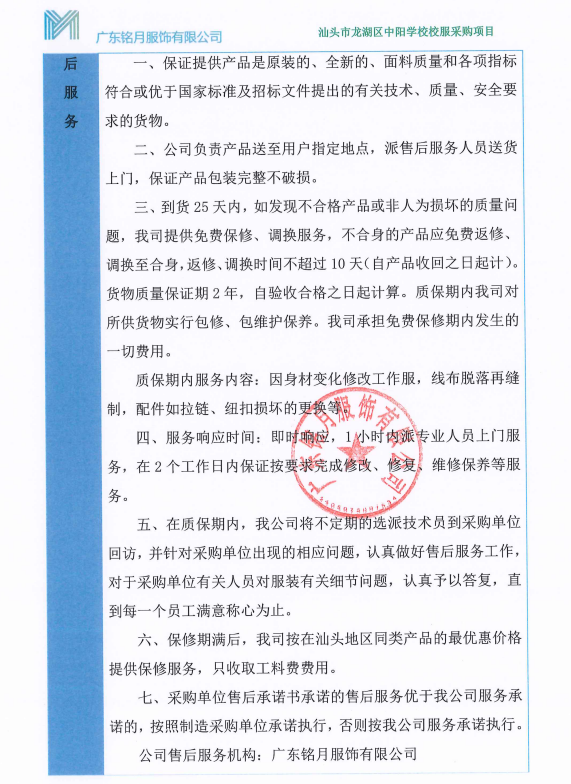 广东铭月服饰有限公司
汕头市龙湖区中阳学校校服采购项目
后
服
务
一、保证提供产品是原装的、全新的、面料质量和各项指标
符合或优于国家标准及招标文件提出的有关技术、质量、安全要
求的货物。
二、公司负责产品送至用户指定地点，派售后服务人员送货
上门，保证产品包装完整不破损。
三、到货 25 天内，如发现不合格产品或非人为损坏的质量问
题，我司提供免费保修、调换服务，不合身的产品应免费返修、
调换至合身，返修、调换时间不超过 10 天（自产品收回之日起计）。
货物质量保证期 2 年，自验收合格之日起计算。质保期内我司对
所供货物实行包修、包维护保养。我司承担免费保修期内发生的
一切费用。
质保期内服务内容：因身材变化修改工作服，线布脱落再缝
制，配件如拉链、纽扣损坏的更换等。
四、服务响应时间：即时响应，1 小时内派专业人员上门服
务，在 2 个工作日内保证按要求完成修改、修复、维修保养等服
务。
五、在质保期内，我公司将不定期的选派技术员到采购单位
回访，并针对采购单位出现的相应问题，认真做好售后服务工作，
对于采购单位有关人员对服装有关细节问题，认真予以答复，直
到每一个员工满意称心为止。
六、保修期满后，我司按在汕头地区同类产品的最优惠价格
提供保修服务，只收取工料费费用。
七、采购单位售后承诺书承诺的售后服务优于我公司服务承
诺的，按照制造采购单位承诺执行，否则按我公司服务承诺执行。
公司售后服务机构：广东铭月服饰有限公司
广东铭月服饰有限公司